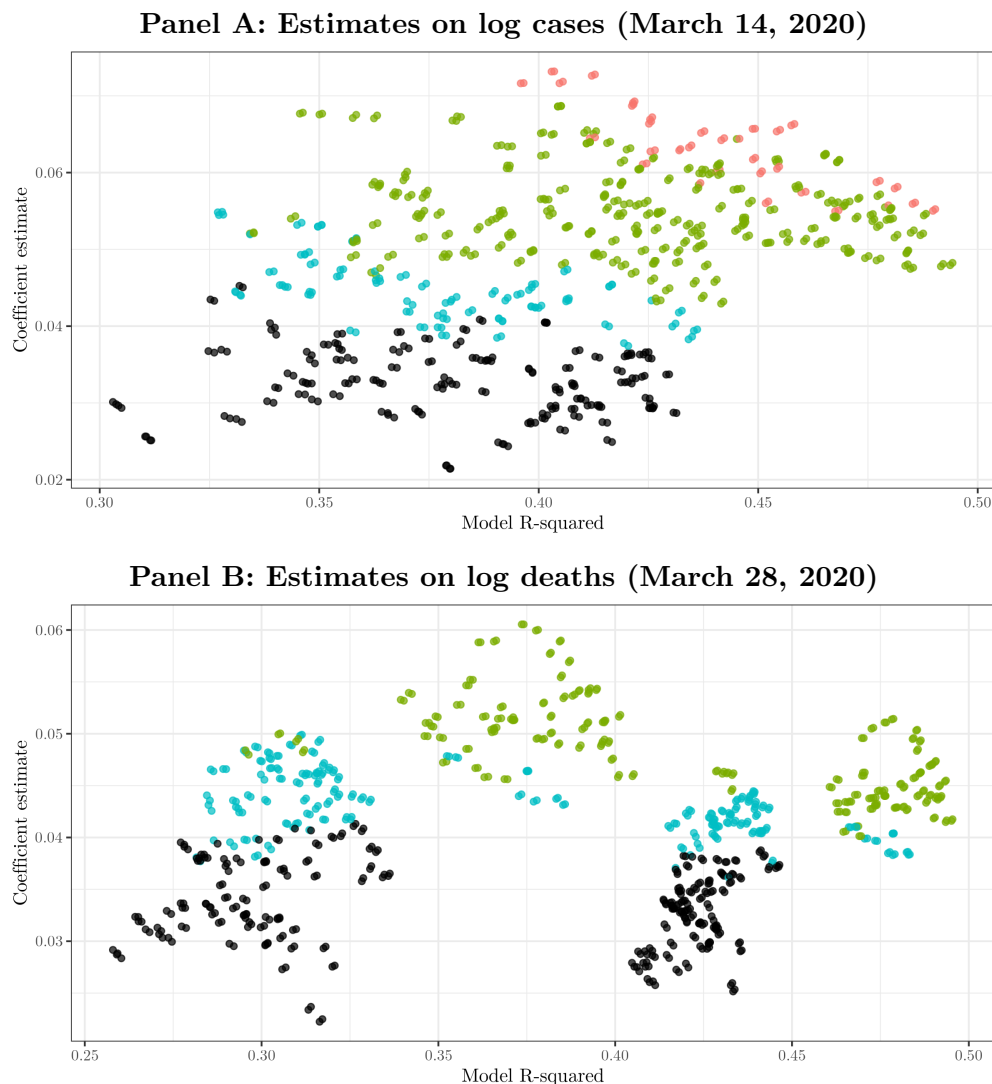 Panel A: Estimates on log cases (March 14, 2020)
Coefficient estimate
0.06
0.04
0.02
0.30 0.35 0.40 0.45 0.50
Model R-squared
Panel B: Estimates on log deaths (March 28, 2020)
Coefficient estimate
0.06
0.05
0.04
0.03
0.25 0.30 0.35 0.40 0.45 0.50
Model R-squared